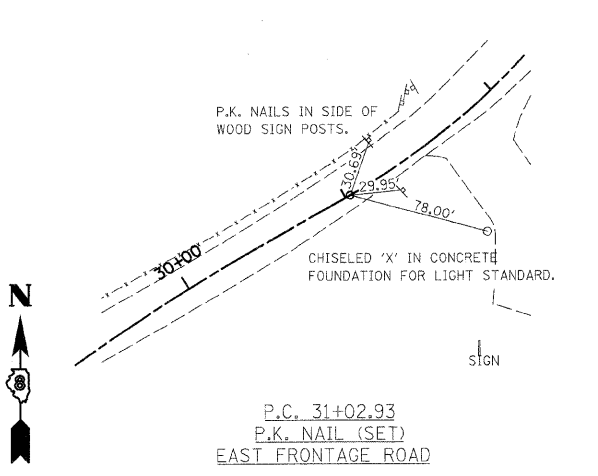 P.K. NAILS IN SIDE OF
WOOD SIGN POSTS.
30.69'
29.95'
78.00'
30+00'
CHISELED 'X' IN CONCRETE
FOUNDATION FOR LIGHT STANDARD.
N
8
SIGN
P.C. 31+02.93
P.K. NAIL (SET)
EAST FRONTAGE ROAD